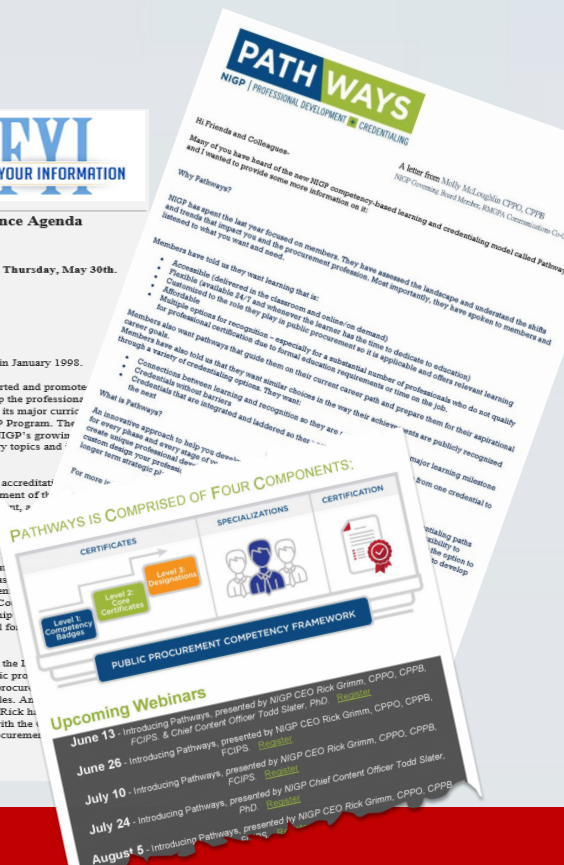 FYI
YOUR INFORMATION
nce Agenda
Thursday, May 30th.
in January 1998.
rted and promote
p the professiona
its major curric
P Program. The
NIGP's growin
ry topics and
accreditati
ment of th
PATHWAYS
NIGP | PROFESSIONAL DEVELOPMENT CREDENTIALING
Hi Friends and Colleagues-
A letter from Molly McLoughlin CPPO, CPPB
NIGP Governing Board Member, RMGPA Communications Co-C
Many of you have heard of the new NIGP competency-based learning and credentialing model called Pathway
and I wanted to provide some more information on it:
Why Pathways?
NIGP has spent the last year focused on members. They have assessed the landscape and understand the shifts
and trends that impact you and the procurement profession. Most importantly, they have spoken to members and
listened to what you want and need.
Members have told us they want learning that is:
• Accessible (delivered in the classroom and online/on demand)
• Flexible (available 24/7 and whenever the learner has the time to dedicate to education)
• Customized to the role they play in public procurement so it is applicable and offers relevant learning
• Affordable
• Multiple options for recognition – especially for a substantial number of professionals who do not qualify
for professional certification due to formal education requirements or time on the job.
Members also want pathways that guide them on their current career path and prepare them for their aspirational
career goals.
Members have also told us that they want similar choices in the way their achievements are publicly recognized
through a variety of credentialing options. They want:
• Connections between learning and recognition so they are
major learning milestone
• Credentials without barriers
• Credentials that are integrated and laddered so
from one credential to
the next
What is Pathways?
An innovative approach to help you
for every phase and every stage of
entialing paths
create unique professional
sibility to
custom design your
the option to
longer term strategic
to develop
For more
PATHWAYS IS COMPRISED OF FOUR COMPONENTS:
CERTIFICATES
SPECIALIZATIONS
CERTIFICATION
Level 1:
Competency
Badges
Level 2:
Core
Certificates
Level 3:
Designations
PUBLIC PROCUREMENT COMPETENCY FRAMEWORK
Upcoming Webinars
June 13 - Introducing Pathways, presented by NIGP CEO Rick Grimm, CPPO, CPPB,
FCIPS. & Chief Content Officer Todd Slater, PhD. Register
June 26 - Introducing Pathways, presented by NIGP CEO Rick Grimm, CPPO, CPPB,
FCIPS. Register
July 10 - Introducing Pathways, presented by NIGP CEO Rick Grimm, CPPO, CPPB,
FCIPS. Register
July 24 - Introducing Pathways, presented by NIGP Chief Content Officer Todd Slater,
PhD. Register
August 5 - Introducing Pathways, presented by NIGP CEO Rick Grimm, CPPO, CPPB,